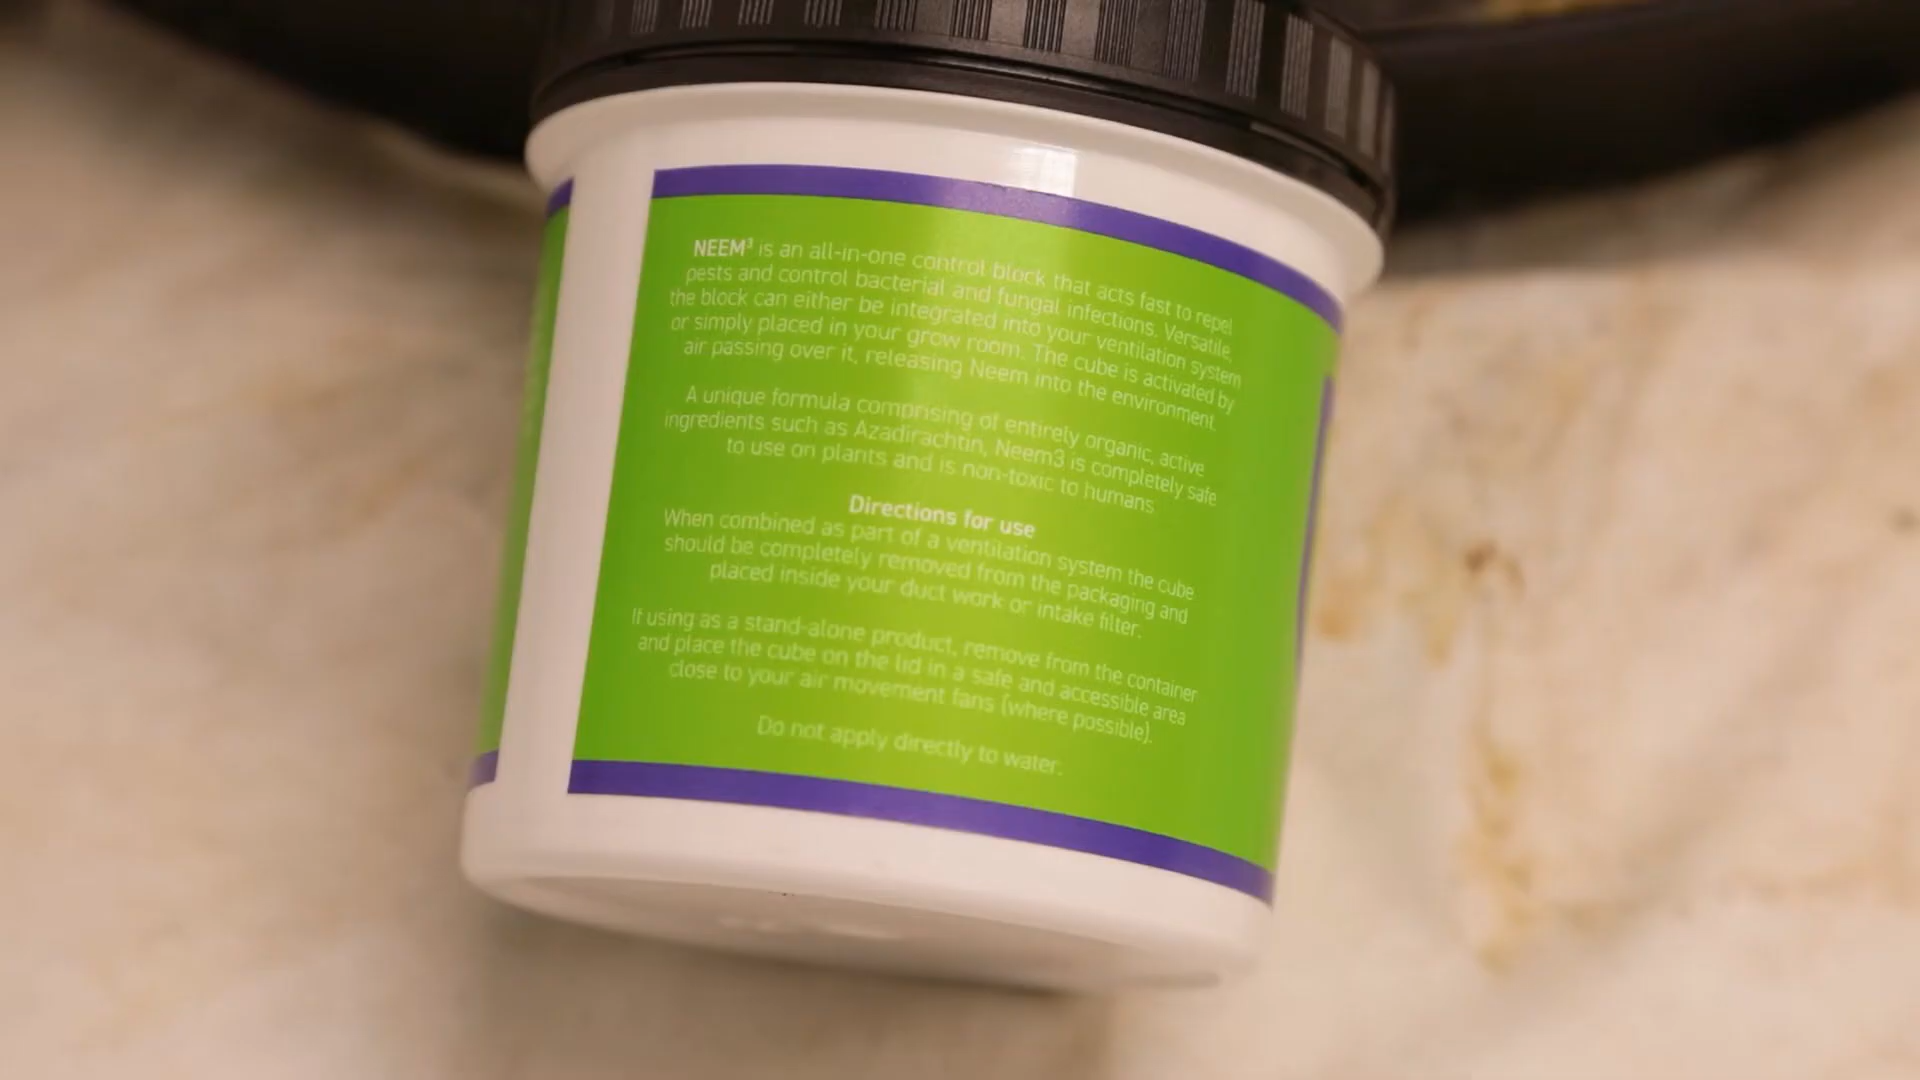 NEEM³ is an all-in-one control block that acts fast to repel
pests and control bacterial and fungal infections. Versatile,
the block can either be integrated into your ventilation system
or simply placed in your grow room. The cube is activated by
air passing over it, releasing Neem into the environment.
A unique formula comprising of entirely organic, active
ingredients such as Azadirachtin, Neem3 is completely safe
to use on plants and is non-toxic to humans.
Directions for use
When combined as part of a ventilation system the cube
should be completely removed from the packaging and
placed inside your duct work or intake filter.
If using as a stand-alone product, remove from the container
and place the cube on the lid in a safe and accessible area
close to your air movement fans (where possible).
Do not apply directly to water.